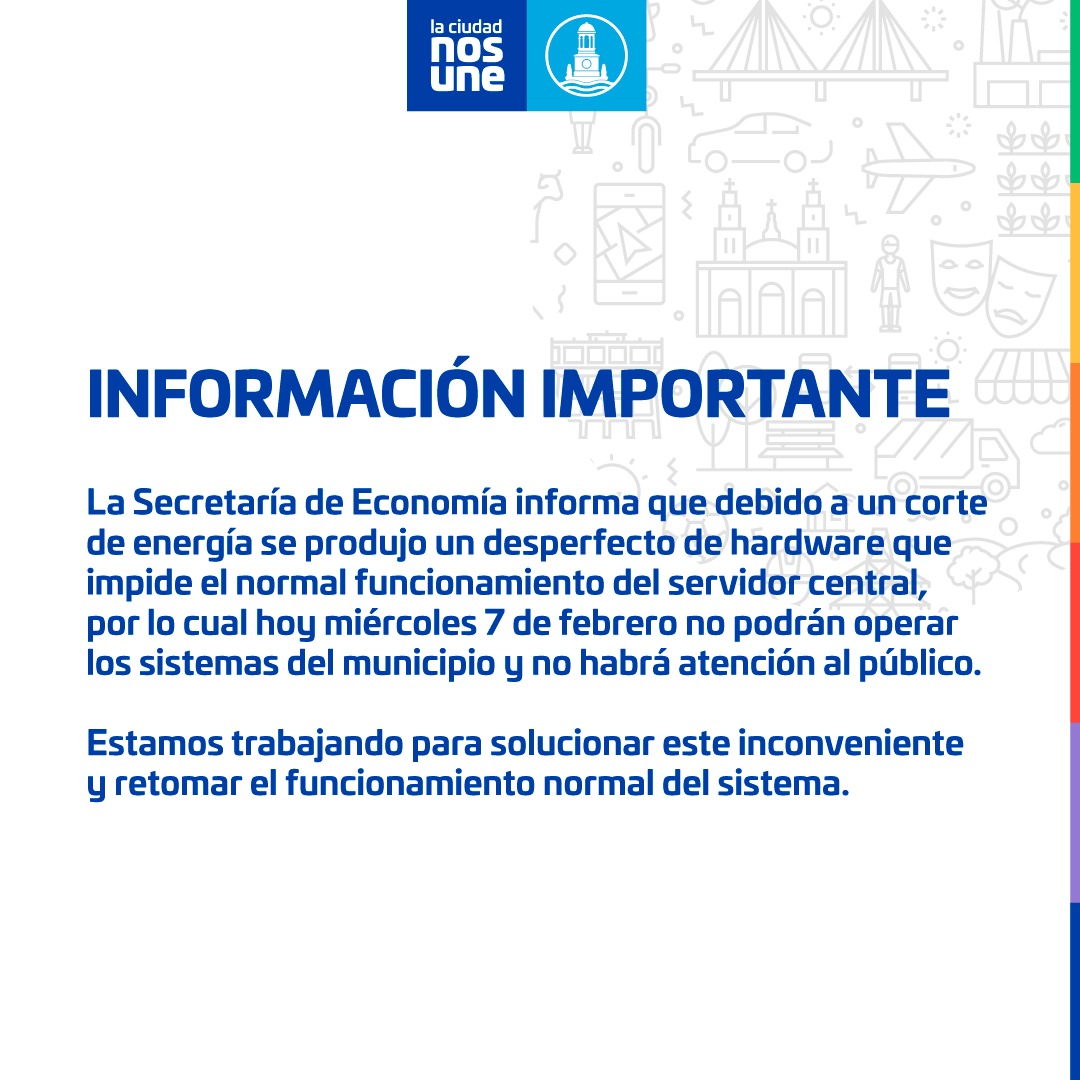 la ciudad
nos
une
INFORMACIÓN IMPORTANTE
La Secretaría de Economía informa que debido a un corte
de energía se produjo un desperfecto de hardware que
impide el normal funcionamiento del servidor central,
por lo cual hoy miércoles 7 de febrero no podrán operar
los sistemas del municipio y no habrá atención al público.
Estamos trabajando para solucionar este inconveniente
y retomar el funcionamiento normal del sistema.